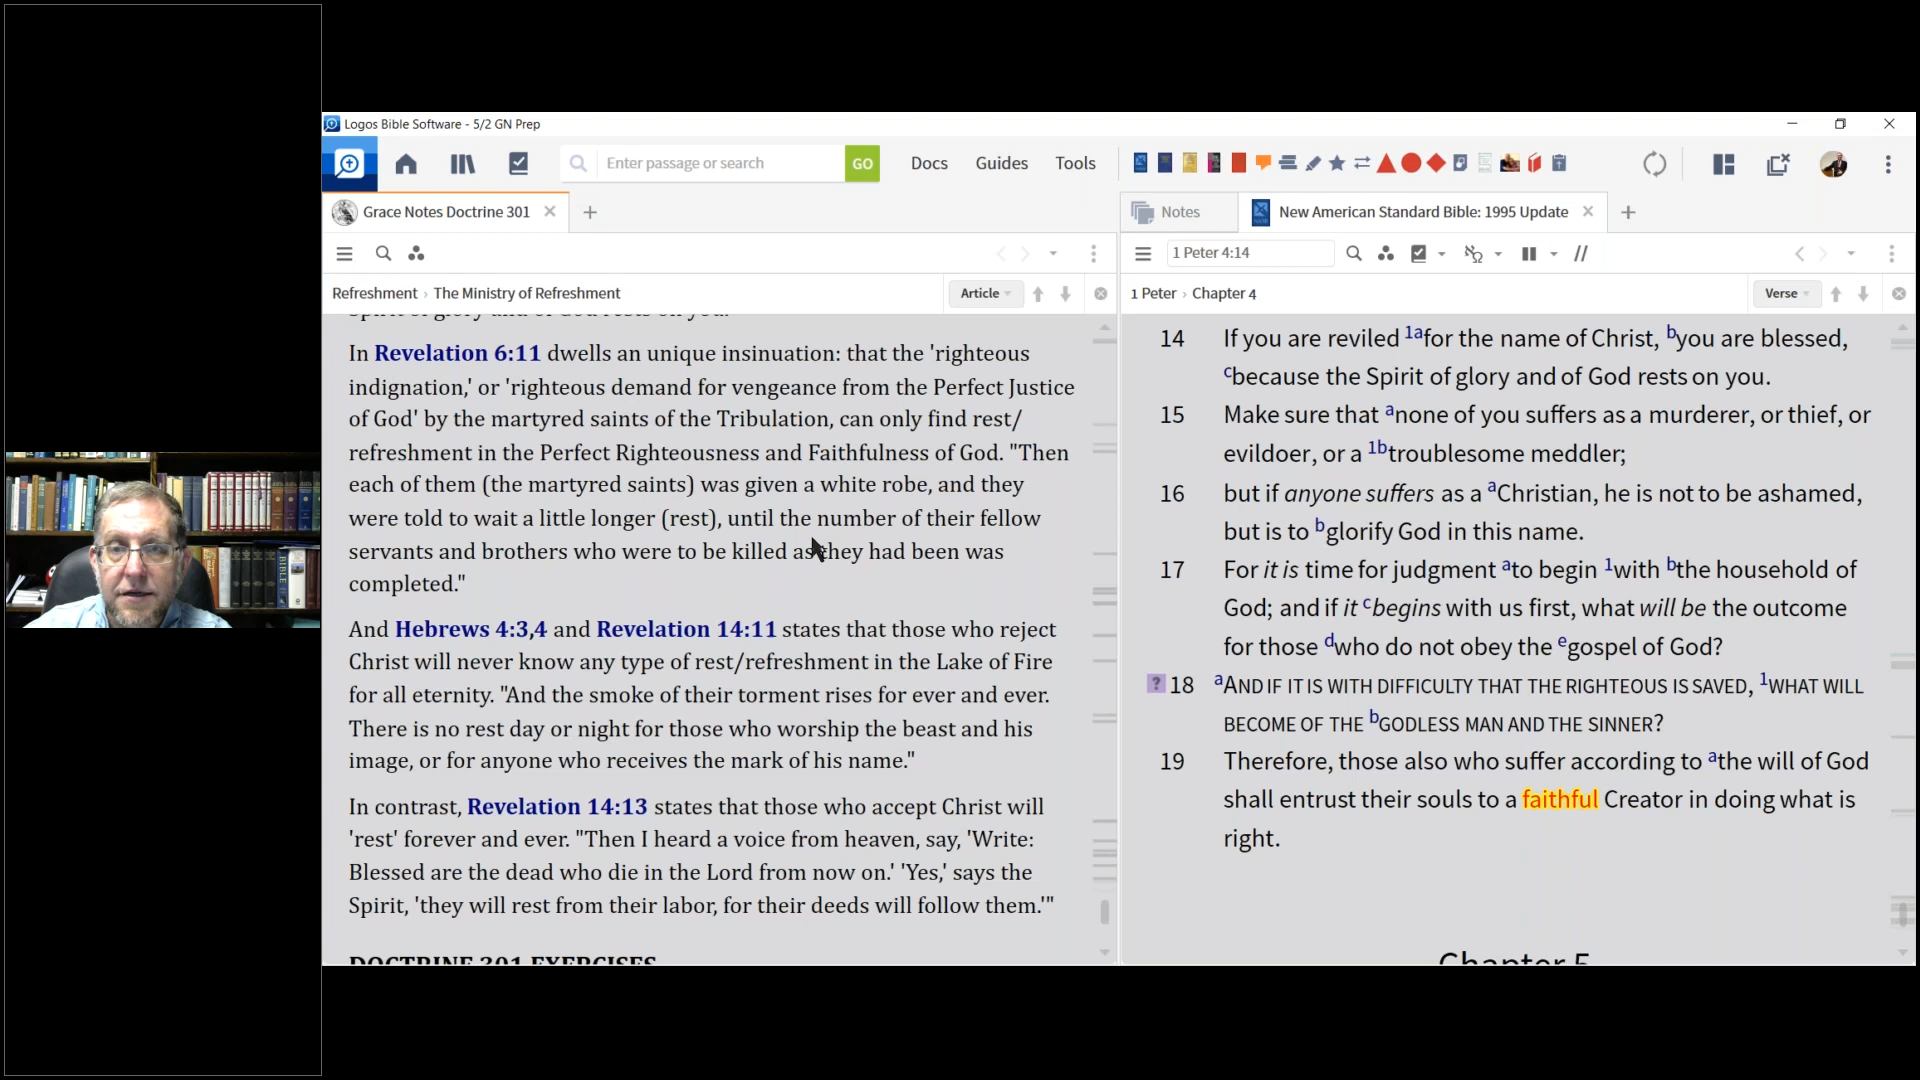 Logos Bible Software - 5/2 GN Prep
Enter passage or search
GO
Docs
Guides
Tools
Grace Notes Doctrine 301
Refreshment › The Ministry of Refreshment
Article
Spirit of glory and of God rests on you."
In Revelation 6:11 dwells an unique insinuation: that the 'righteous
indignation,' or 'righteous demand for vengeance from the Perfect Justice
of God' by the martyred saints of the Tribulation, can only find rest/
refreshment in the Perfect Righteousness and Faithfulness of God. "Then
each of them (the martyred saints) was given a white robe, and they
were told to wait a little longer (rest), until the number of their fellow
servants and brothers who were to be killed as they had been was
completed."
And Hebrews 4:3,4 and Revelation 14:11 states that those who reject
Christ will never know any type of rest/refreshment in the Lake of Fire
for all eternity. "And the smoke of their torment rises for ever and ever.
There is no rest day or night for those who worship the beast and his
image, or for anyone who receives the mark of his name."
In contrast, Revelation 14:13 states that those who accept Christ will
'rest' forever and ever. "Then I heard a voice from heaven, say, 'Write:
Blessed are the dead who die in the Lord from now on.' 'Yes,' says the
Spirit, 'they will rest from their labor, for their deeds will follow them.'"
DOCTRINE 301 EXERCISES
Notes
New American Standard Bible: 1995 Update
1 Peter 4:14
1 Peter › Chapter 4
Verse
14 If you are reviled 1afor the name of Christ, byou are blessed,
cbecause the Spirit of glory and of God rests on you.
15 Make sure that anone of you suffers as a murderer, or thief, or
evildoer, or a 1btroublesome meddler;
16 but if anyone suffers as a aChristian, he is not to be ashamed,
but is to bglorify God in this name.
17 For it is time for judgment ato begin 1with bthe household of
God; and if it cbegins with us first, what will be the outcome
for those dwho do not obey the egospel of God?
? 18 aAND IF IT IS WITH DIFFICULTY THAT THE RIGHTEOUS IS SAVED, 1WHAT WILL
BECOME OF THE bGODLESS MAN AND THE SINNER?
19 Therefore, those also who suffer according to athe will of God
shall entrust their souls to a faithful Creator in doing what is
right.
Chapter 5
BIBLE